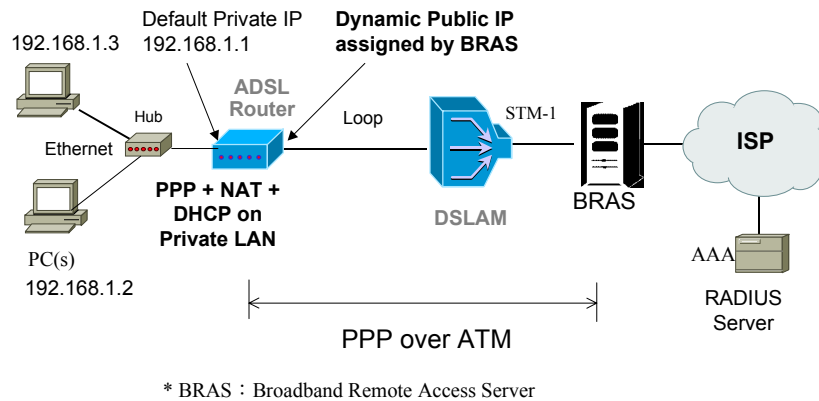 192.168.1.3
Default Private IP
192.168.1.1
Dynamic Public IP
assigned by BRAS
ADSL
Router
Hub
Ethernet
Loop
STM-1
ISP
PPP + NAT +
DHCP on
Private LAN
DSLAM
BRAS
PC(s)
192.168.1.2
AAA
RADIUS
Server
PPP over ATM
* BRAS：Broadband Remote Access Server